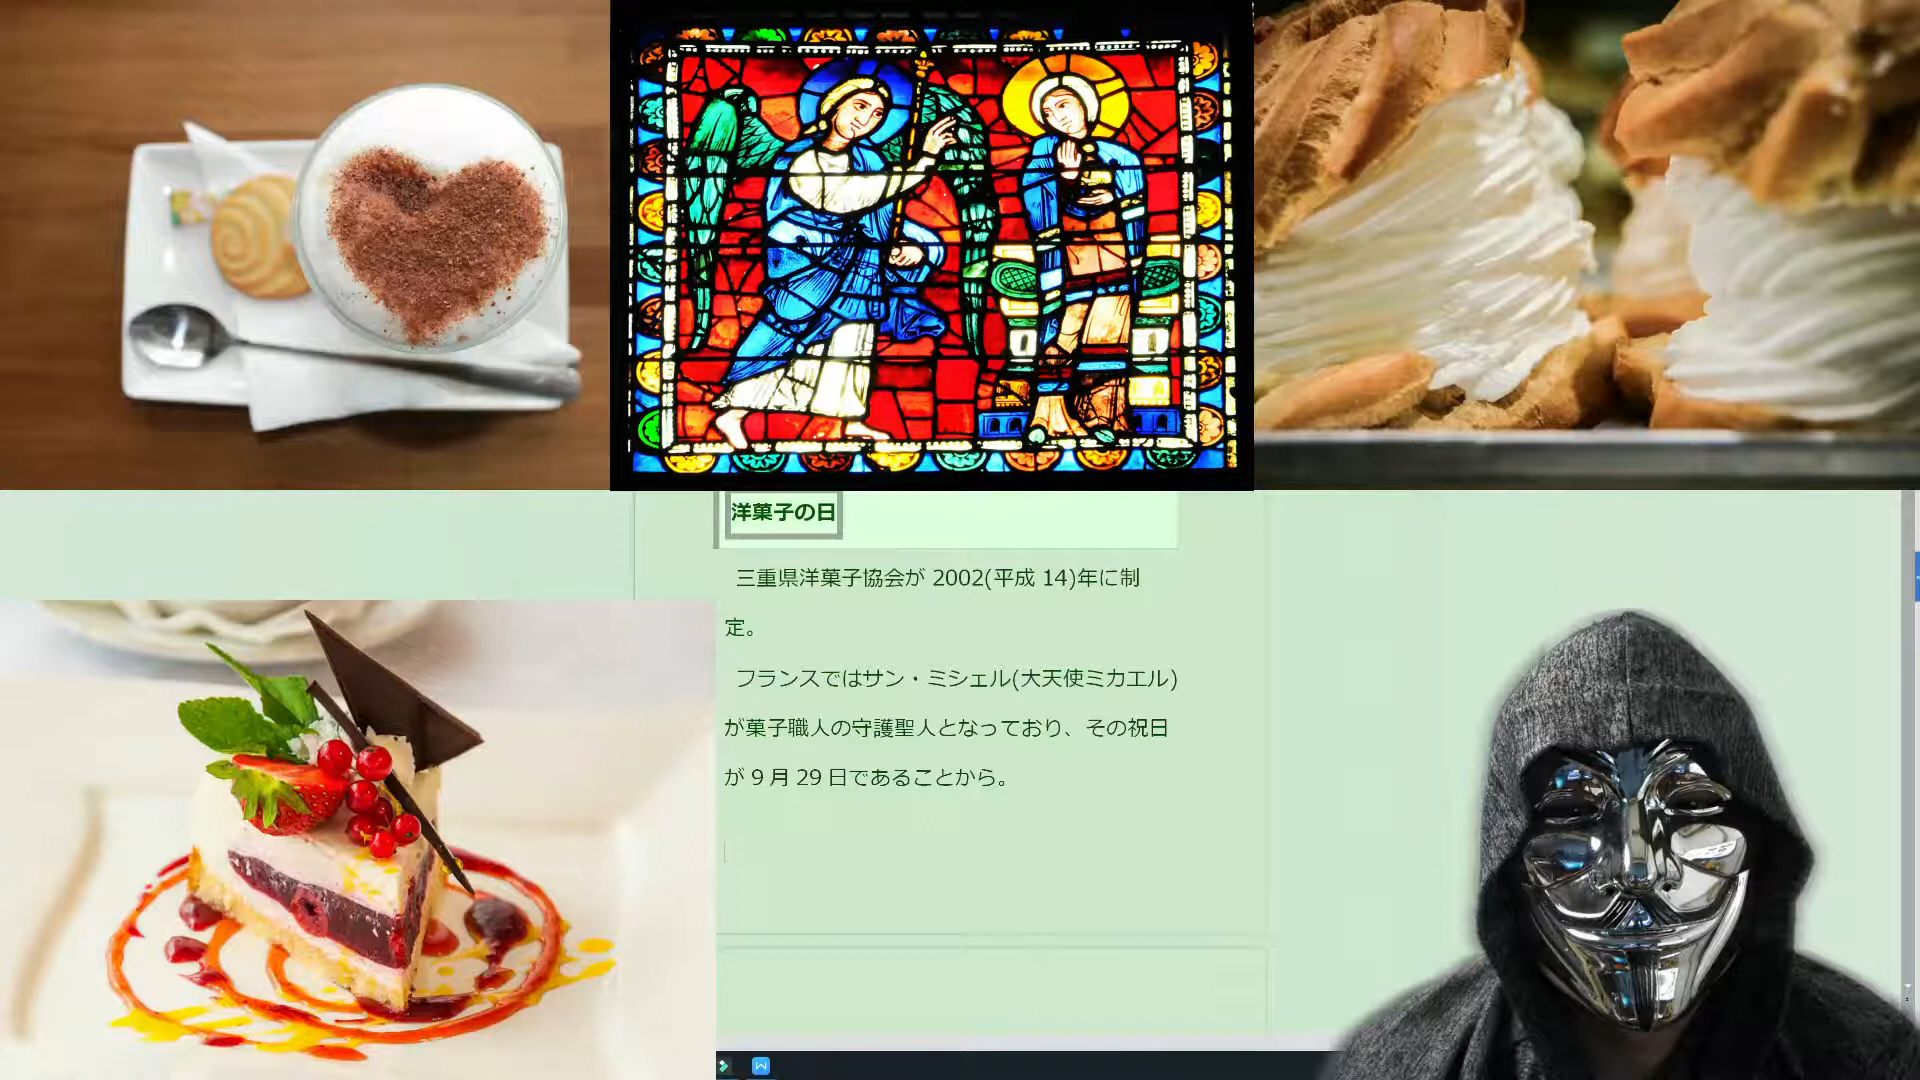 洋菓子の日
三重県洋菓子協会が 2002(平成 14)年に制
定。
フランスではサン・ミシェル(大天使ミカエル)
が菓子職人の守護聖人となっており、その祝日
が 9 月 29 日であることから。